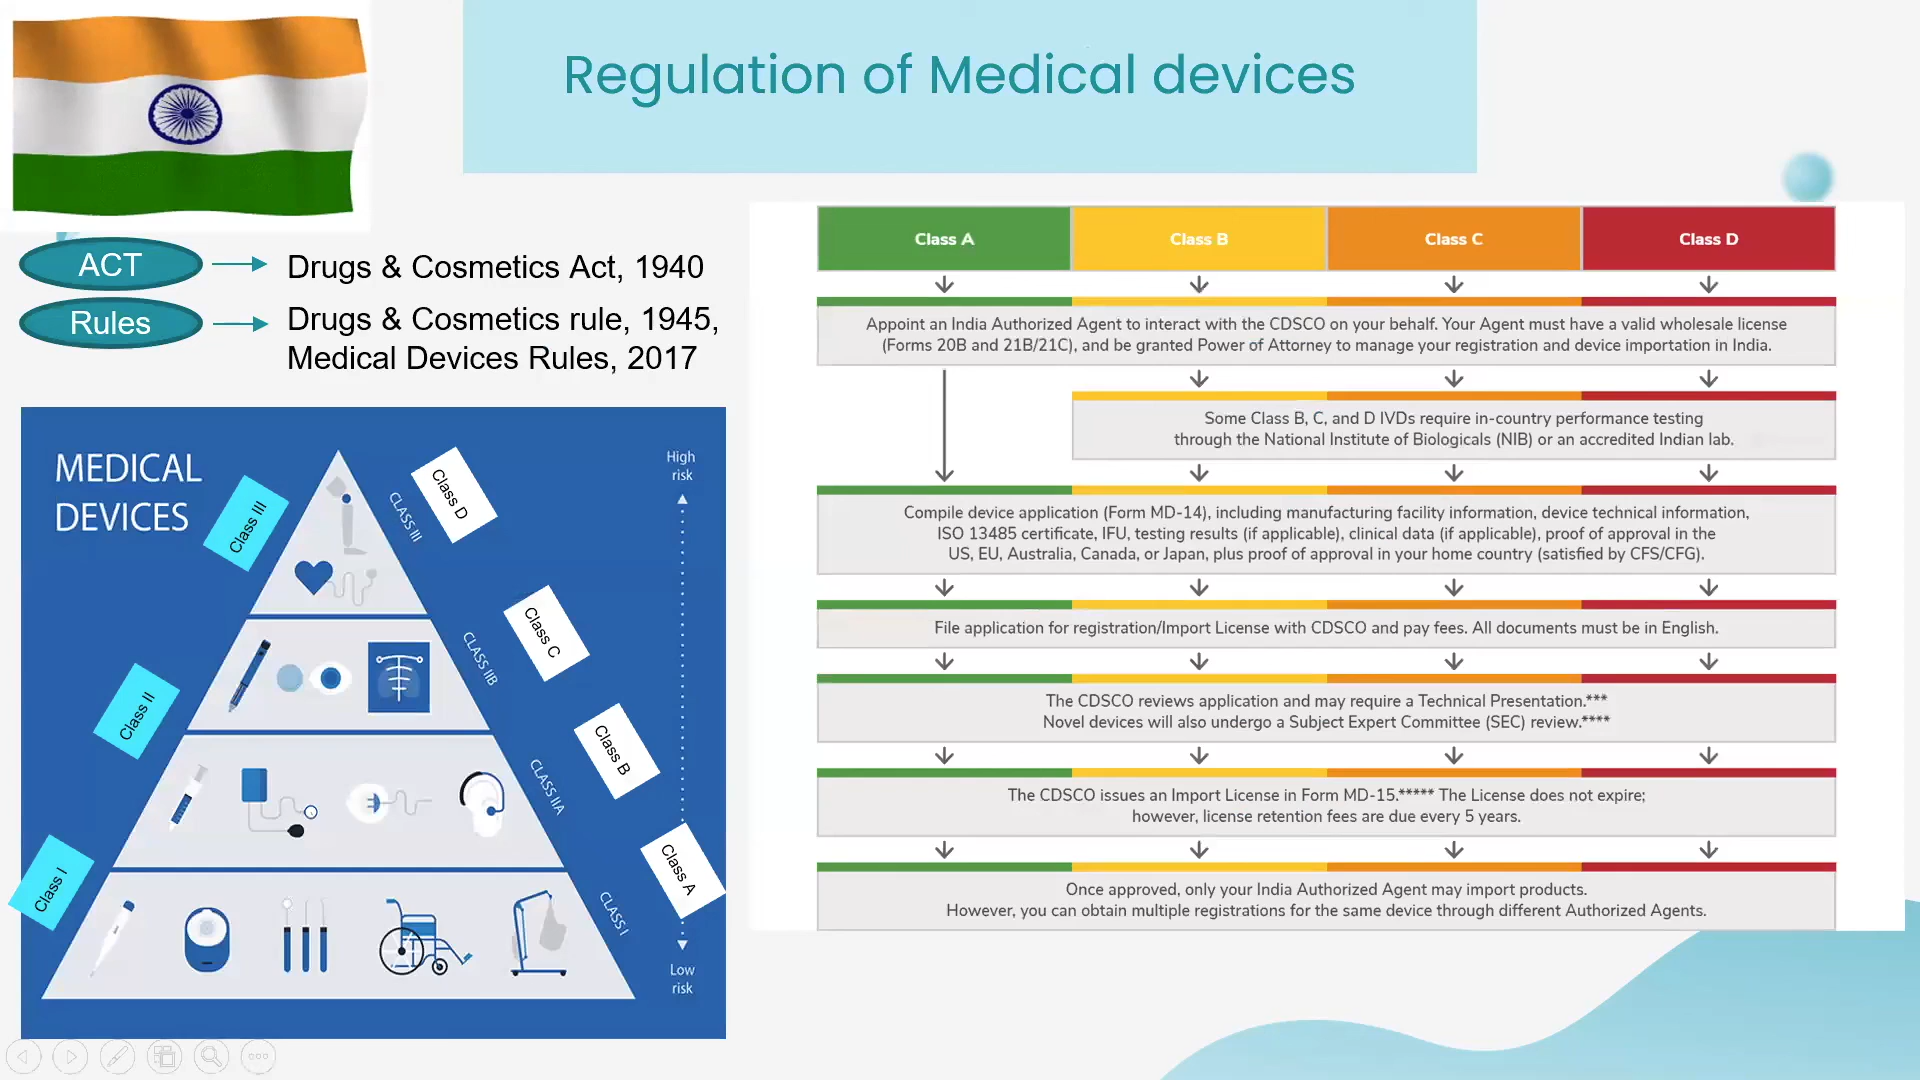 Regulation of Medical devices
ACT
Drugs & Cosmetics Act, 1940
Rules
Drugs & Cosmetics rule, 1945,
Medical Devices Rules, 2017
MEDICAL
DEVICES
Class III
Class II
Class I
CLASS III
CLASS IIB
CLASS IIA
CLASS I
Class D
Class C
Class B
Class A
High
risk
Low
risk
Class A
Class B
Class C
Class D
Appoint an India Authorized Agent to interact with the CDSCO on your behalf. Your Agent must have a valid wholesale license
(Forms 20B and 21B/21C), and be granted Power of Attorney to manage your registration and device importation in India.
Some Class B, C, and D IVDs require in-country performance testing
through the National Institute of Biologicals (NIB) or an accredited Indian lab.
Compile device application (Form MD-14), including manufacturing facility information, device technical information,
ISO 13485 certificate, IFU, testing results (if applicable), clinical data (if applicable), proof of approval in the
US, EU, Australia, Canada, or Japan, plus proof of approval in your home country (satisfied by CFS/CFG).
File application for registration/Import License with CDSCO and pay fees. All documents must be in English.
The CDSCO reviews application and may require a Technical Presentation.***
Novel devices will also undergo a Subject Expert Committee (SEC) review.****
The CDSCO issues an Import License in Form MD-15.***** The License does not expire;
however, license retention fees are due every 5 years.
Once approved, only your India Authorized Agent may import products.
However, you can obtain multiple registrations for the same device through different Authorized Agents.